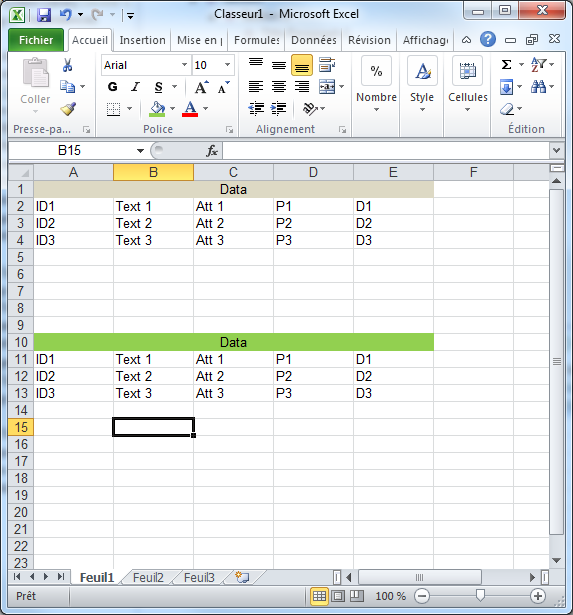 Classeur1 - Microsoft Excel
Fichier Accueil Insertion Mise en p Formules Données Révision Affichag
Coller
Arial 10
G I S
A A
A
%
Nombre
A
Style
Cellules
Σ
Presse-pa... Police Alignement Édition
B15 fx
A B C D E F
1 Data
2 ID1 Text 1 Att 1 P1 D1
3 ID2 Text 2 Att 2 P2 D2
4 ID3 Text 3 Att 3 P3 D3
5
6
7
8
9
10 Data
11 ID1 Text 1 Att 1 P1 D1
12 ID2 Text 2 Att 2 P2 D2
13 ID3 Text 3 Att 3 P3 D3
14
15
16
17
18
19
20
21
22
23
Feuil1 Feuil2 Feuil3
Prêt 100 %